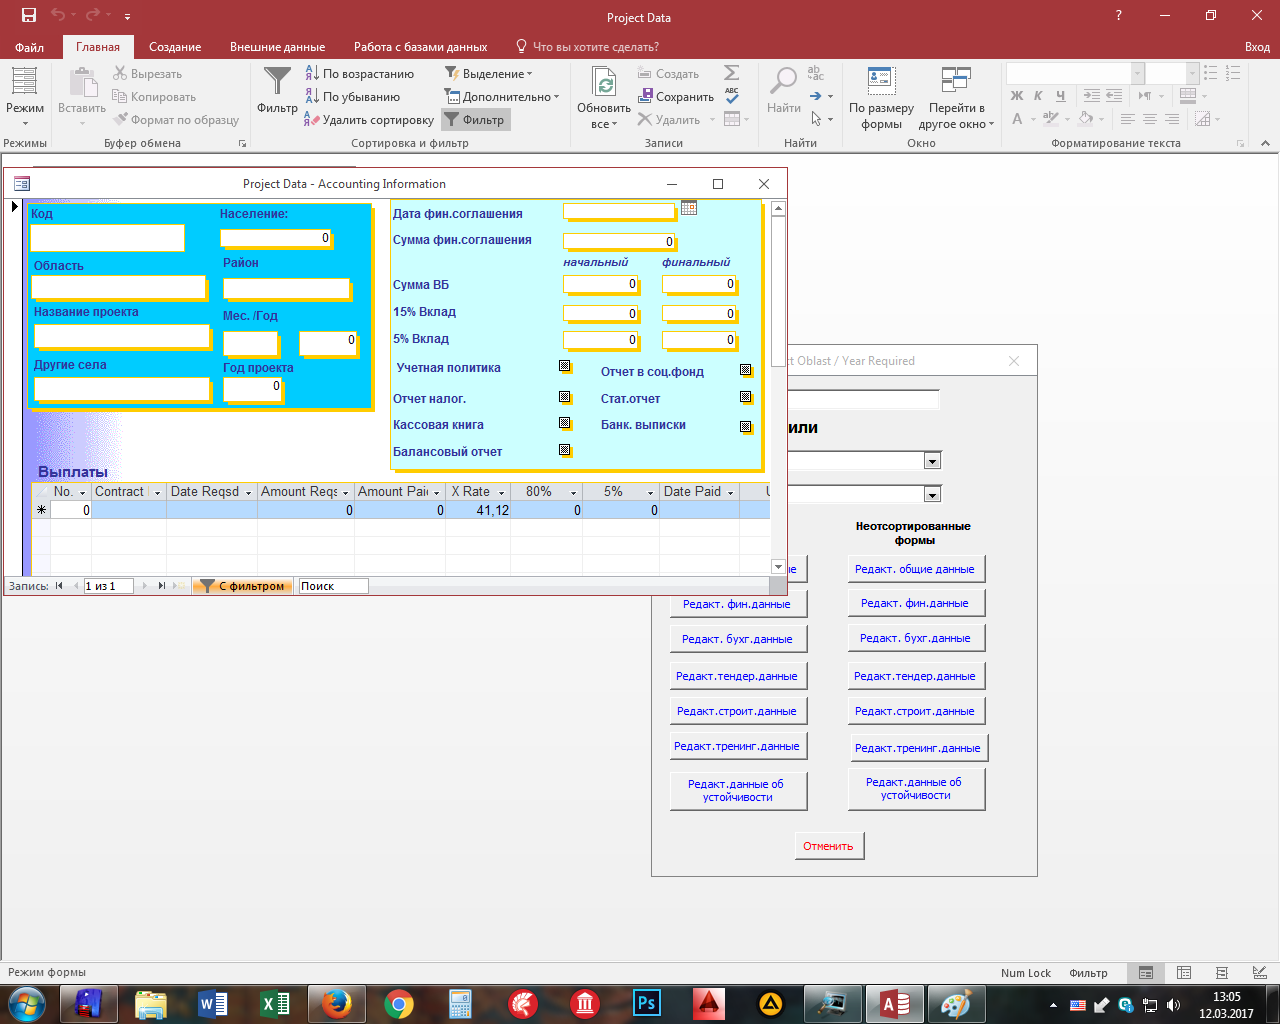 Project Data
?
Файл
Главная
Создание
Внешние данные
Работа с базами данных
Что вы хотите сделать?
Вход
Режим
Режимы
Вставить
Вырезать
Копировать
Формат по образцу
Буфер обмена
Фильтр
По возрастанию
По убыванию
Удалить сортировку
Выделение
Дополнительно
Фильтр
Сортировка и фильтр
Обновить
все
Создать
Сохранить
Удалить
Записи
Найти
Найти
По размеру
формы
Перейти в
другое окно
Окно
Ж К Ч
Форматирование текста
Project Data - Accounting Information
Код
Население:
0
Область
Район
Название проекта
Мес. /Год
0
Другие села
Год проекта
0
Дата фин.соглашения
Сумма фин.соглашения
0
начальный финальный
Сумма ВБ 0 0
15% Вклад 0 0
5% Вклад 0 0
Учетная политика
Отчет в соц.фонд
Отчет налог.
Стат.отчет
Кассовая книга
Банк. выписки
Балансовый отчет
Выплаты
No. Contract Date Reqsd Amount Reqs Amount Paid X Rate 80% 5% Date Paid U
0 0 0 41,12 0 0
Запись:
1 из 1
С фильтром
Поиск
ct Oblast / Year Required
или
Неотсортированные
формы
ые
Редакт. общие данные
Редакт. фин.данные
Редакт. фин.данные
Редакт. бухг.данные
Редакт. бухг.данные
Редакт.тендер.данные
Редакт.тендер.данные
Редакт.строит.данные
Редакт.строит.данные
Редакт.тренинг.данные
Редакт.тренинг.данные
Редакт.данные об
устойчивости
Редакт.данные об
устойчивости
Отменить
Режим формы
Num Lock
Фильтр
13:05
12.03.2017